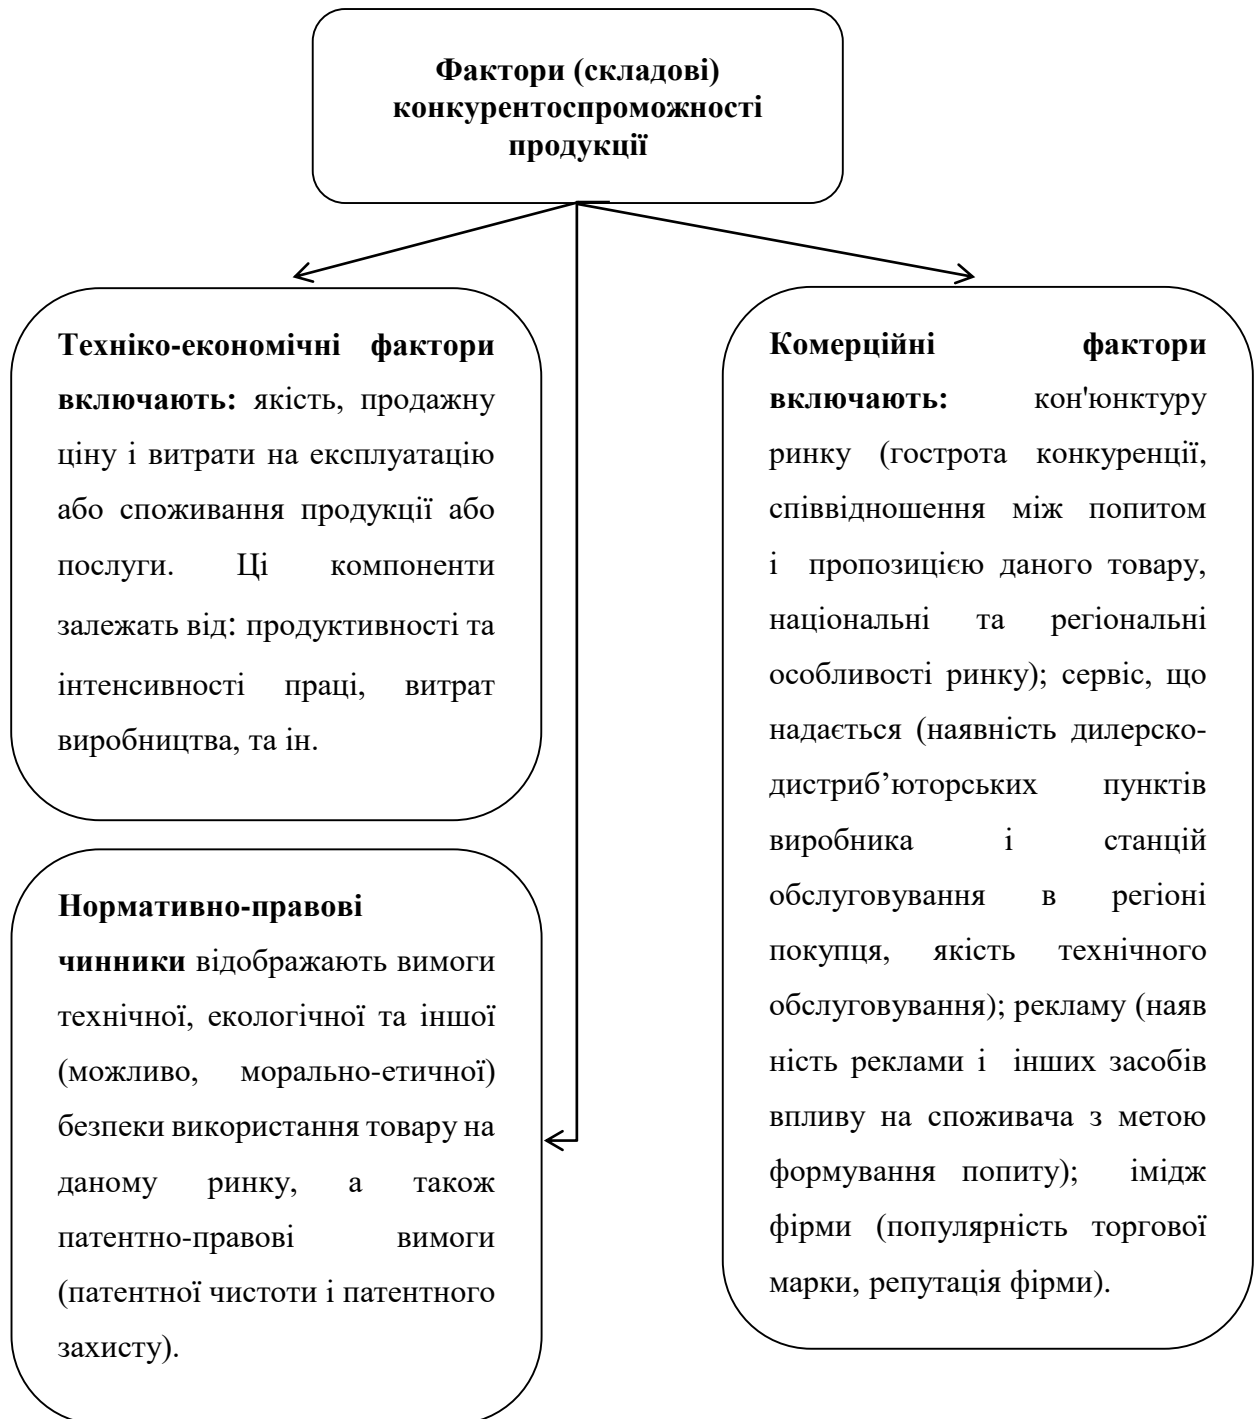 Фактори (складові)
конкурентоспроможності
продукції
Техніко-економічні фактори
включають: якість, продажну
ціну і витрати на експлуатацію
або споживання продукції або
послуги. Ці компоненти
залежать від: продуктивності та
інтенсивності праці, витрат
виробництва, та ін.
Нормативно-правові
чинники відображають вимоги
технічної, екологічної та іншої
(можливо, морально-етичної)
безпеки використання товару на
даному ринку, а також
патентно-правові вимоги
(патентної чистоти і патентного
захисту).
Комерційні фактори
включають: кон'юнктуру
ринку (гострота конкуренції,
співвідношення між попитом
і пропозицією даного товару,
національні та регіональні
особливості ринку); сервіс, що
надається (наявність дилерско-
дистриб’юторських пунктів
виробника і станцій
обслуговування в регіоні
покупця, якість технічного
обслуговування); рекламу (наяв
ність реклами і інших засобів
впливу на споживача з метою
формування попиту); імідж
фірми (популярність торгової
марки, репутація фірми).